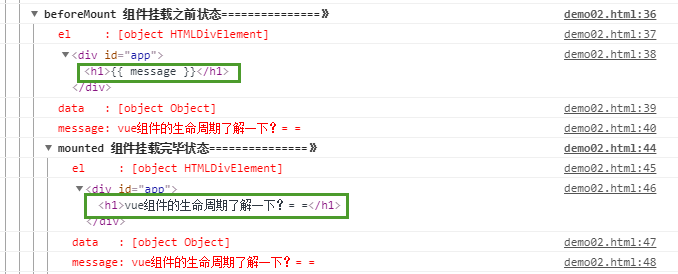 ▼ beforeMount 组件挂载之前状态===============》 demo02.html:36
el : [object HTMLDivElement] demo02.html:37
▼<div id="app"> demo02.html:38
<h1>{{ message }}</h1>
</div>
data : [object Object] demo02.html:39
message: vue组件的生命周期了解一下？= = demo02.html:40
▼ mounted 组件挂载完毕状态===============》 demo02.html:44
el : [object HTMLDivElement] demo02.html:45
▼<div id="app"> demo02.html:46
<h1>vue组件的生命周期了解一下？= =</h1>
</div>
data : [object Object] demo02.html:47
message: vue组件的生命周期了解一下？= = demo02.html:48